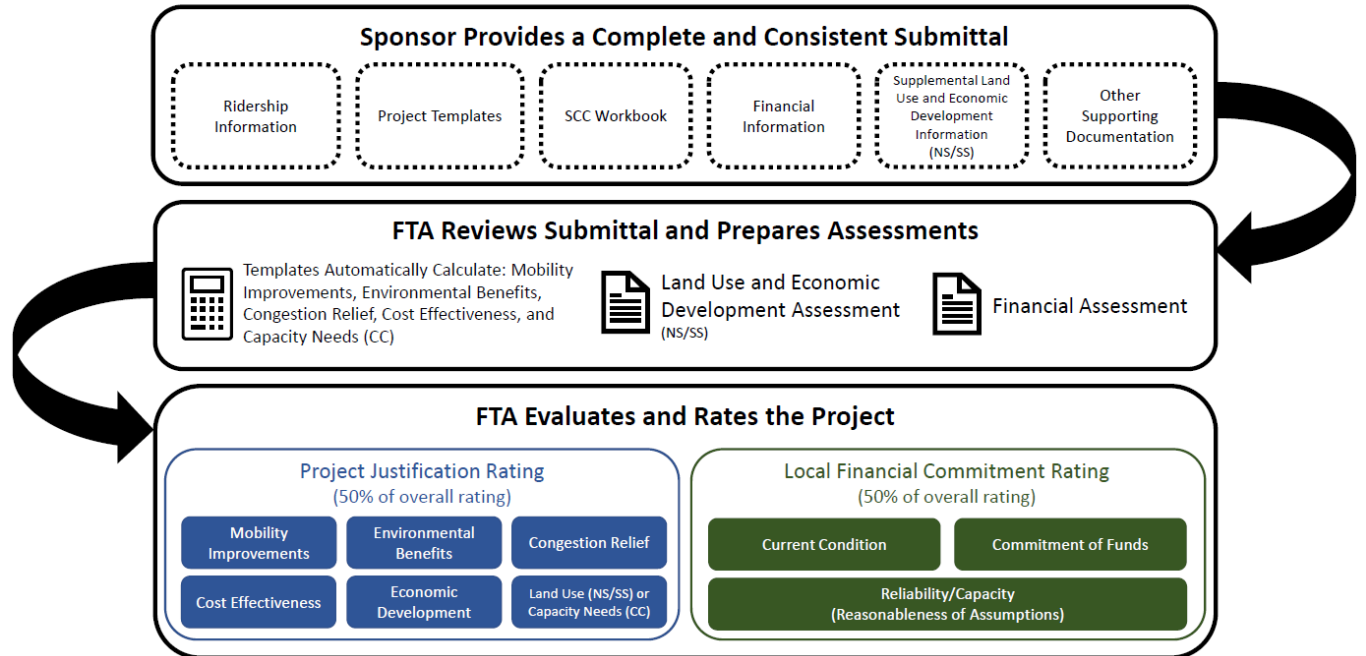 Sponsor Provides a Complete and Consistent Submittal
Ridership
Information
Project Templates
SCC Workbook
Financial
Information
Supplemental Land
Use and Economic
Development
Information
(NS/SS)
Other
Supporting
Documentation
FTA Reviews Submittal and Prepares Assessments
Templates Automatically Calculate: Mobility
Improvements, Environmental Benefits,
Congestion Relief, Cost Effectiveness, and
Capacity Needs (CC)
Land Use and Economic
Development Assessment
(NS/SS)
Financial Assessment
FTA Evaluates and Rates the Project
Project Justification Rating
(50% of overall rating)
Mobility
Improvements
Environmental
Benefits
Congestion Relief
Cost Effectiveness
Economic
Development
Land Use (NS/SS) or
Capacity Needs (CC)
Local Financial Commitment Rating
(50% of overall rating)
Current Condition
Commitment of Funds
Reliability/Capacity
(Reasonableness of Assumptions)